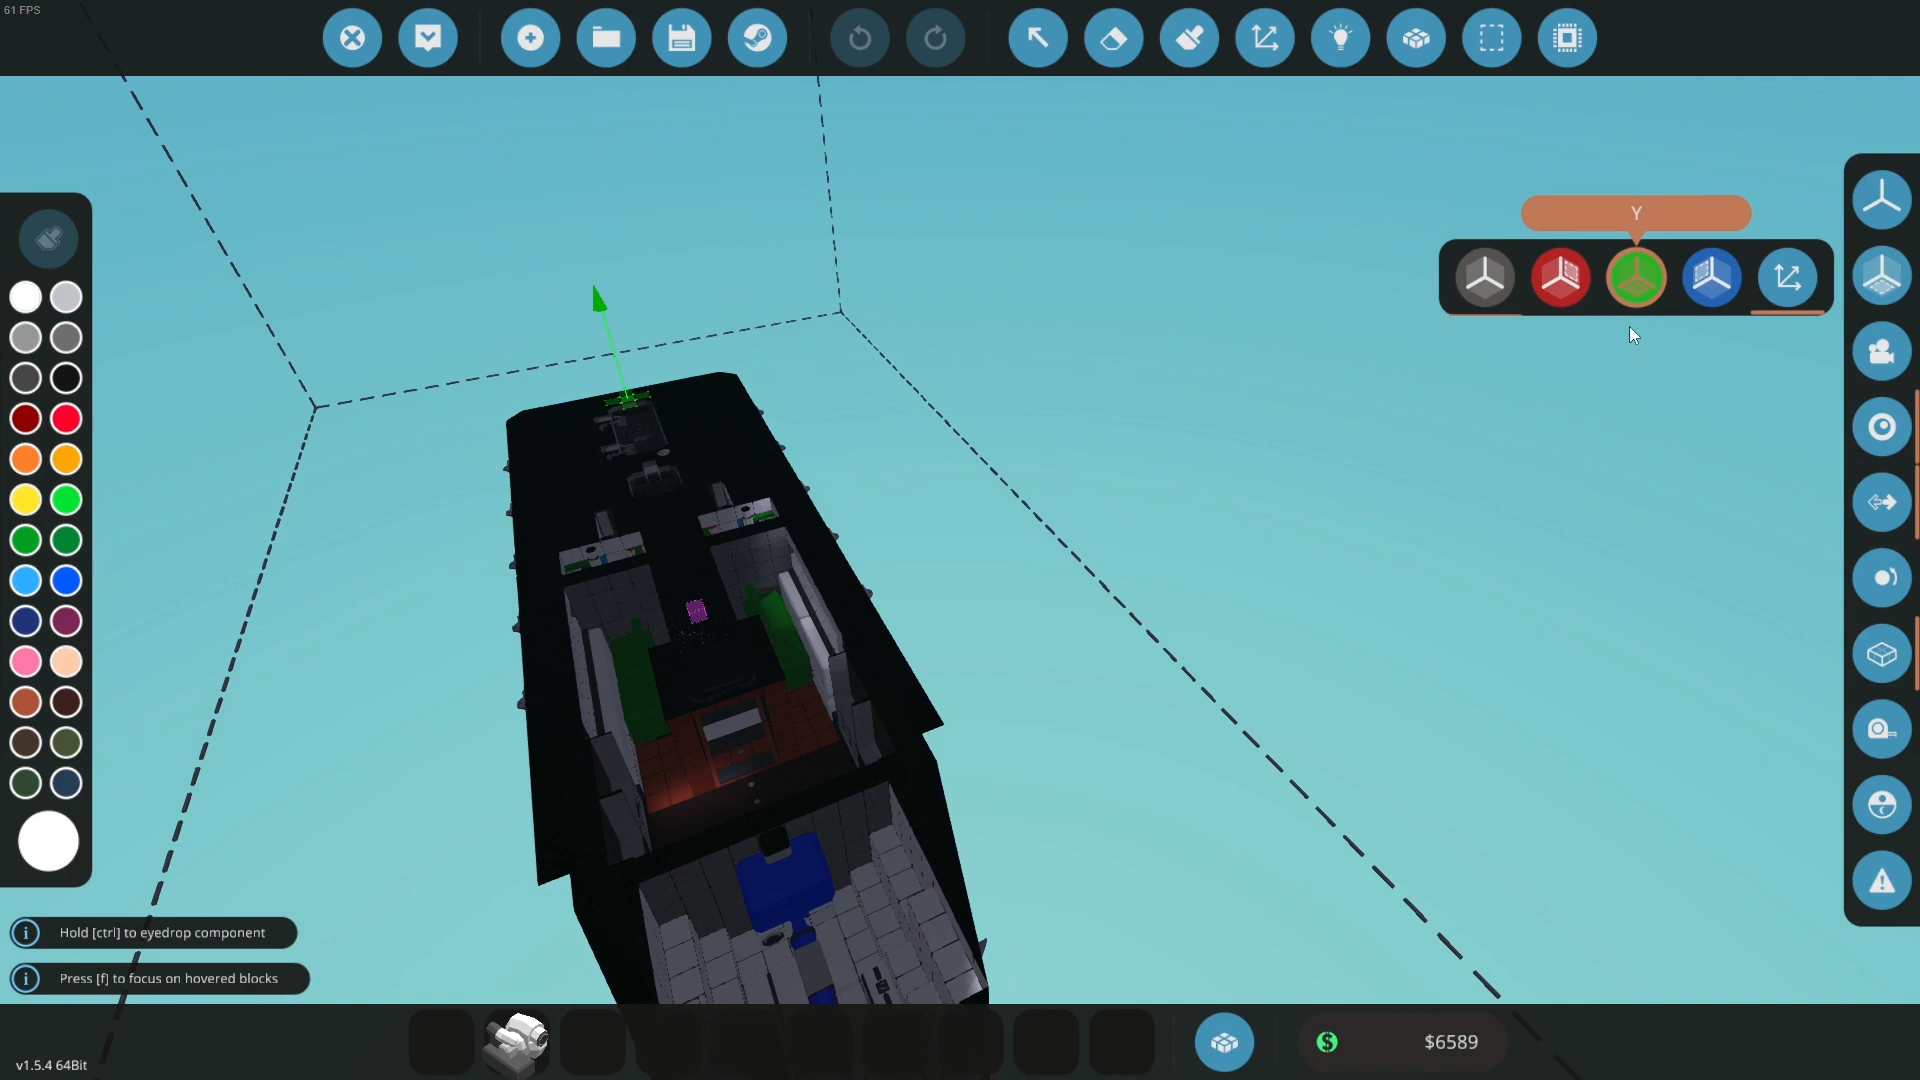 61 FPS
Y
Hold [ctrl] to eyedrop component
Press [f] to focus on hovered blocks
$6589
v1.5.4 64Bit